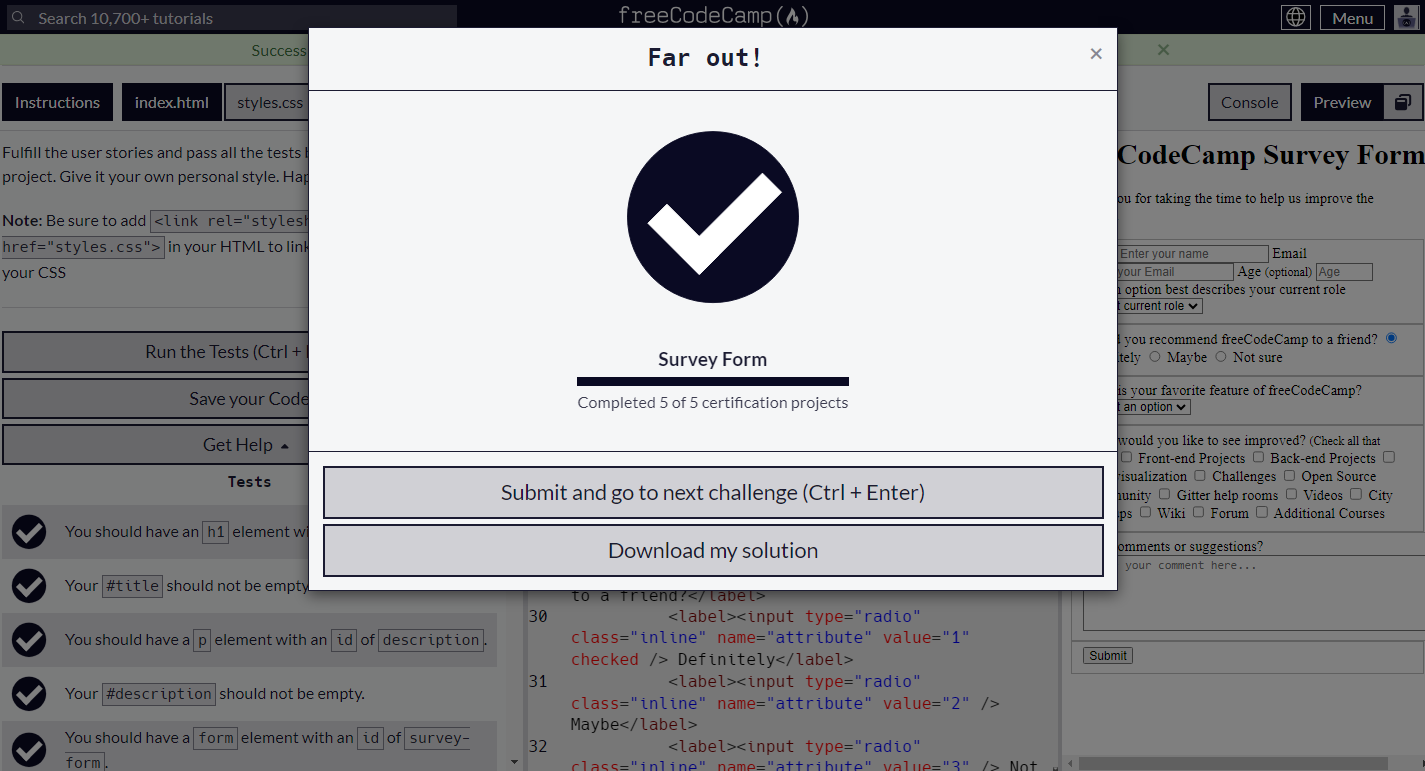 Search 10,700+ tutorials
freeCodeCamp(🔥)
Menu
Success
Far out!
×
×
Instructions
index.html
styles.css
Console
Preview
Fulfill the user stories and pass all the tests
project. Give it your own personal style.
Note: Be sure to add <link rel="styles
href="styles.css"> in your HTML to lin
your CSS
Run the Tests (Ctrl +
Save your Code
Get Help
Tests
You should have an h1 element
Your #title should not be empty
You should have a p element with an id of description.
Your #description should not be empty.
You should have a form element with an id of survey-
form.
Survey Form
Completed 5 of 5 certification projects
Submit and go to next challenge (Ctrl + Enter)
Download my solution
to a friend?</label>
30 <label><input type="radio"
class="inline" name="attribute" value="1"
checked /> Definitely</label>
31 <label><input type="radio"
class="inline" name="attribute" value="2" />
Maybe</label>
32 <label><input type="radio"
class="inline" name="attribute" value="3" /> Not
CodeCamp Survey Form
ou for taking the time to help us improve the
Enter your name Email
your Email Age (optional) Age
option best describes your current role
t current role
d you recommend freeCodeCamp to a friend?
itely Maybe Not sure
is your favorite feature of freeCodeCamp?
t an option
would you like to see improved? (Check all that
Front-end Projects Back-end Projects
isualization Challenges Open Source
unity Gitter help rooms Videos City
ps Wiki Forum Additional Courses
omments or suggestions?
your comment here...
Submit